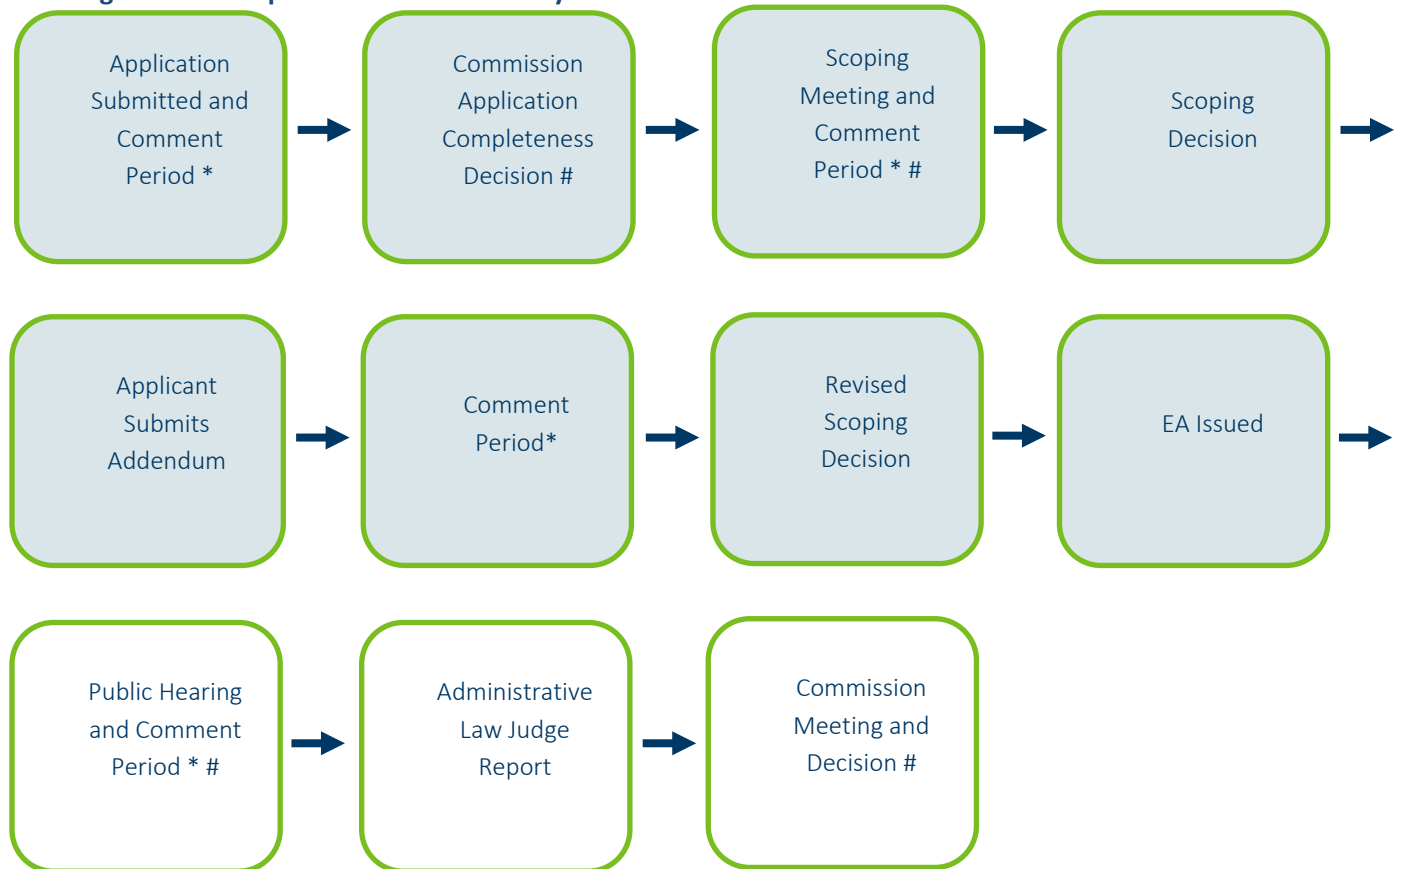 Application
Submitted and
Comment
Period *
Commission
Application
Completeness
Decision #
Scoping
Meeting and
Comment
Period * #
Scoping
Decision
Applicant
Submits
Addendum
Comment
Period*
Revised
Scoping
Decision
EA Issued
Public Hearing
and Comment
Period * #
Administrative
Law Judge
Report
Commission
Meeting and
Decision #